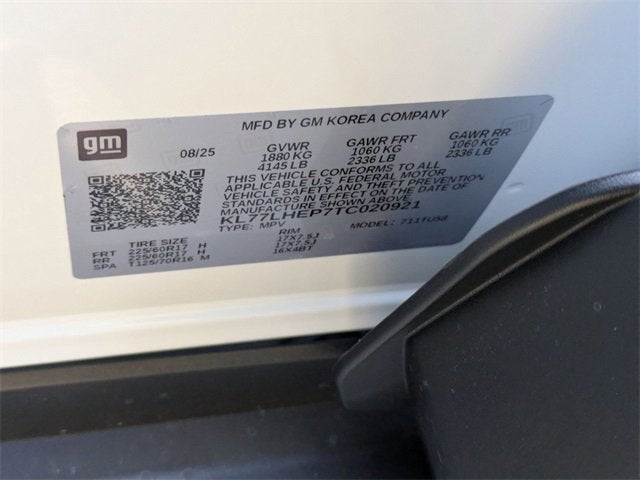 MFD BY GM KOREA COMPANY
gm 08/25 GVWR GAWR FRT GAWR RR
1880 KG 1060 KG 1060 KG
4145 LB 2336 LB 2336 LB
THIS VEHICLE CONFORMS TO ALL
APPLICABLE U.S. FEDERAL MOTOR
VEHICLE SAFETY AND THEFT PREVENTION
STANDARDS IN EFFECT ON THE DATE OF
MANUFACTURE SHOWN ABOVE
KL77LHEP7TC020921
TYPE: MPV MODEL: 711TU58
TIRE SIZE RIM
FRT 225/60R17 H 17X7.5J
RR 225/60R17 H 17X7.5J
SPA T125/70R16 M 16X4BT